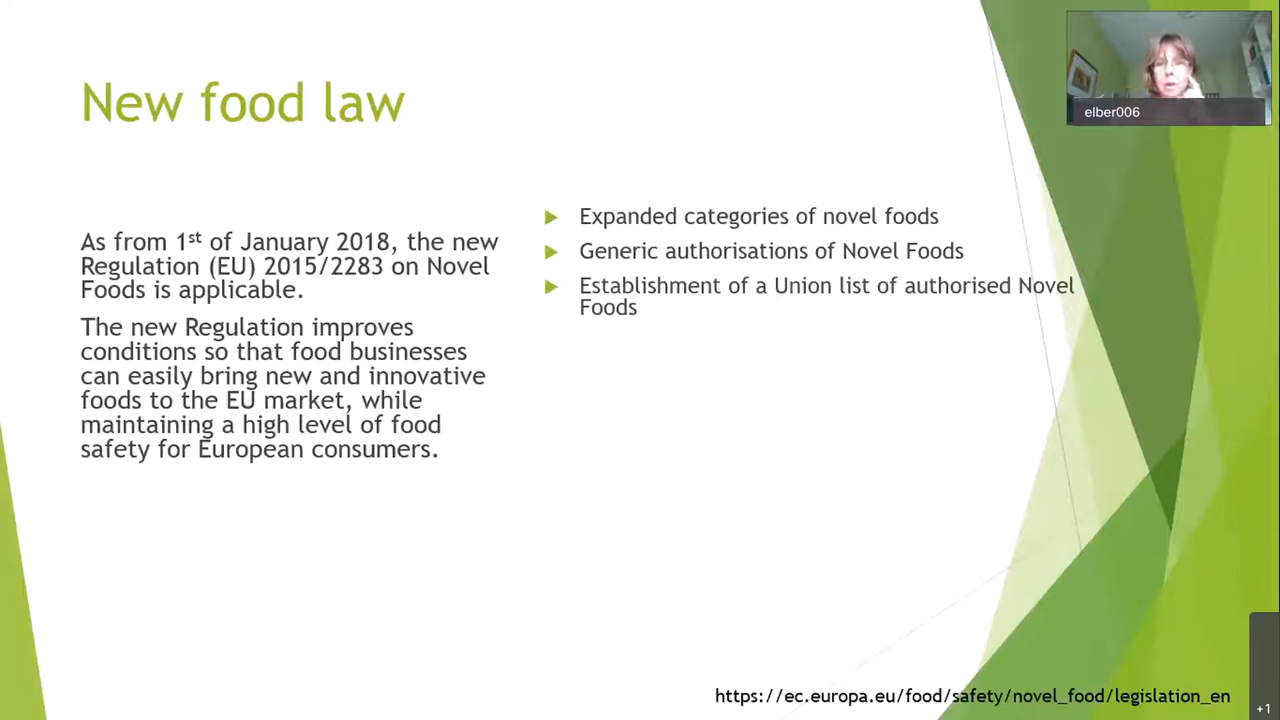 New food law
As from 1st of January 2018, the new
Regulation (EU) 2015/2283 on Novel
Foods is applicable.
The new Regulation improves
conditions so that food businesses
can easily bring new and innovative
foods to the EU market, while
maintaining a high level of food
safety for European consumers.
Expanded categories of novel foods
Generic authorisations of Novel Foods
Establishment of a Union list of authorised Novel
Foods
elber006
https://ec.europa.eu/food/safety/novel_food/legislation_en
+1